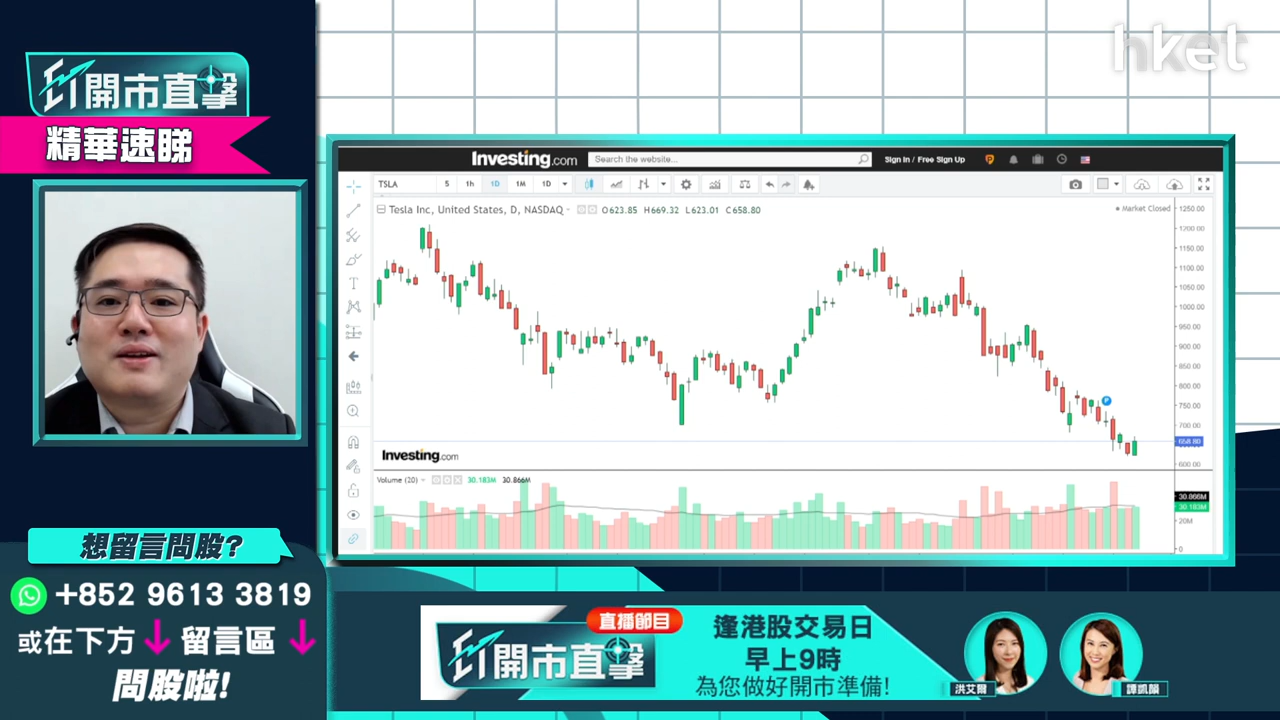 hket
ET開市直擊
精華速睇
想留言問股?
+852 9613 3819
或在下方
留言區
問股啦!
Investing.com
Search the website...
Sign In / Free Sign Up
TSLA
5
1h
1D
1M
1D
Tesla Inc, United States, D, NASDAQ
O623.85 H669.32 L623.01 C658.80
Market Closed
1250.00
1200.00
1150.00
1100.00
1050.00
1000.00
950.00
900.00
850.00
800.00
750.00
700.00
658.80
600.00
P
Investing.com
Volume (20)
30.183M
30.866M
30.866M
30.183M
20M
0
ET開市直擊
直播節目
逢港股交易日
早上9時
為您做好開市準備!
洪艾爾
譚凱韻